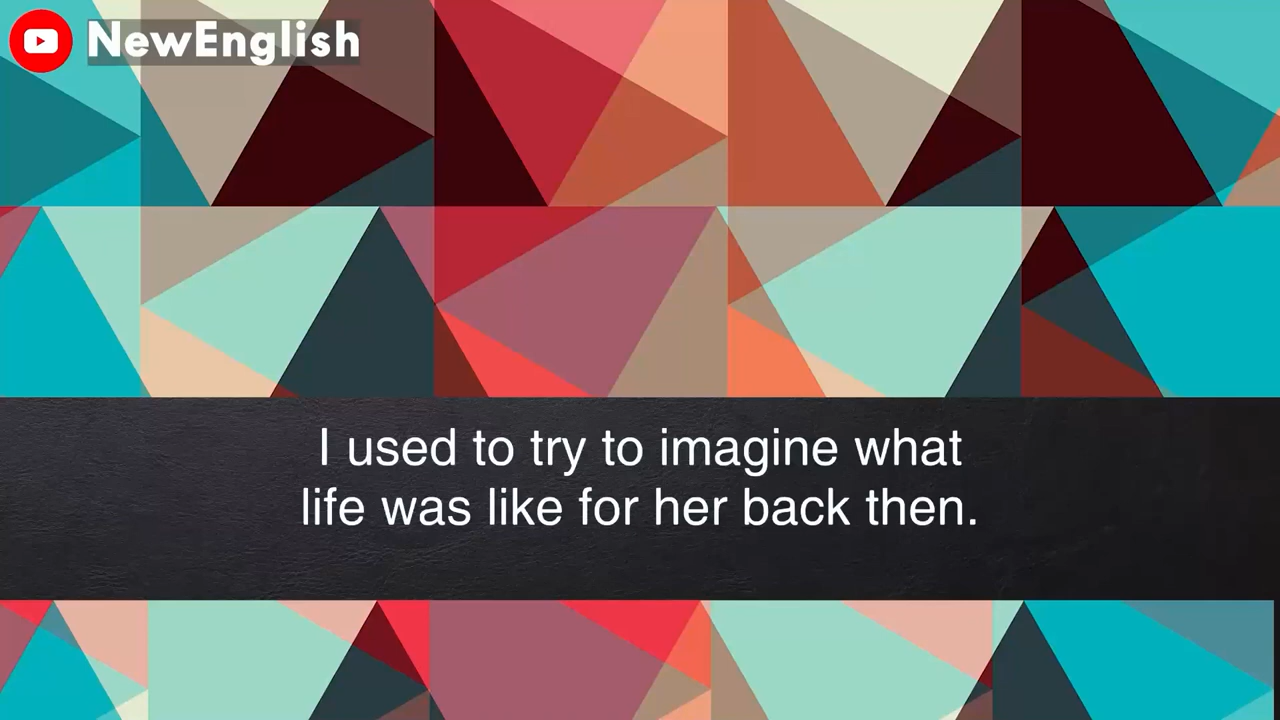 NewEnglish
I used to try to imagine what
life was like for her back then.